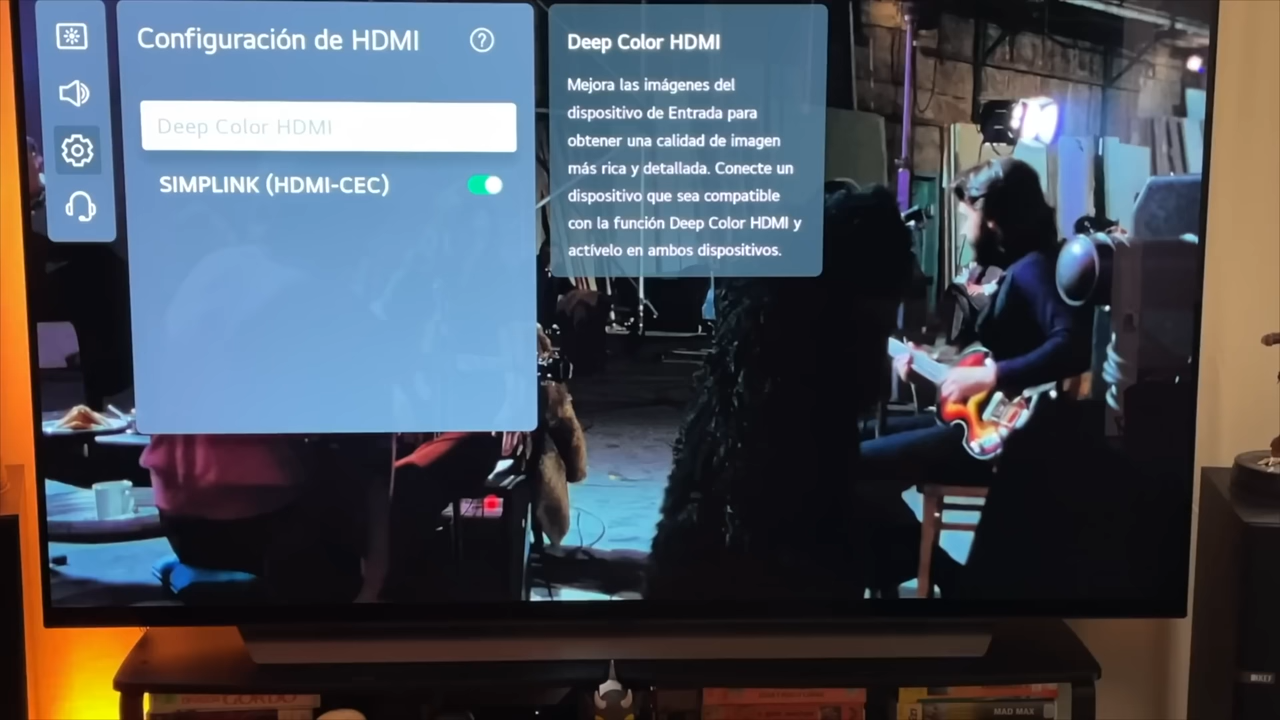 Configuración de HDMI
?
Deep Color HDMI
SIMPLINK (HDMI-CEC)
Deep Color HDMI
Mejora las imágenes del
dispositivo de Entrada para
obtener una calidad de imagen
más rica y detallada. Conecte un
dispositivo que sea compatible
con la función Deep Color HDMI y
actívelo en ambos dispositivos.
GORDO
MAD MAX